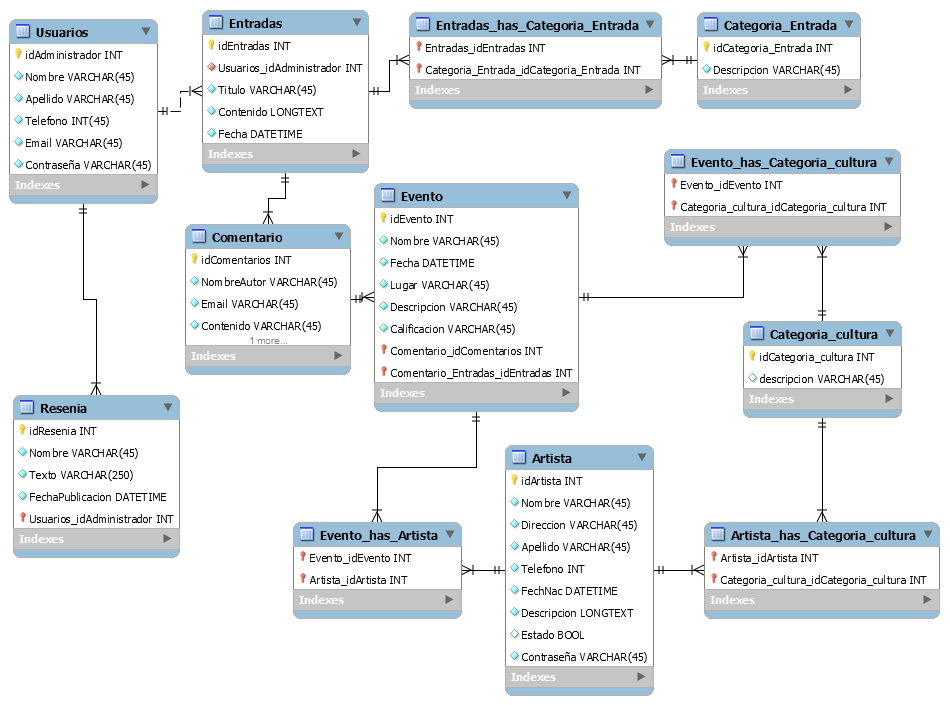 Usuarios
idAdministrador INT
Nombre VARCHAR(45)
Apellido VARCHAR(45)
Telefono INT(45)
Email VARCHAR(45)
Contraseña VARCHAR(45)
Indexes
Entradas
idEntradas INT
Usuarios_idAdministrador INT
Titulo VARCHAR(45)
Contenido LONGTEXT
Fecha DATETIME
Indexes
Entradas_has_Categoria_Entrada
Entradas_idEntradas INT
Categoria_Entrada_idCategoria_Entrada INT
Indexes
Categoria_Entrada
idCategoria_Entrada INT
Descripcion VARCHAR(45)
Indexes
Evento_has_Categoria_cultura
Evento_idEvento INT
Categoria_cultura_idCategoria_cultura INT
Indexes
Comentario
idComentarios INT
NombreAutor VARCHAR(45)
Email VARCHAR(45)
Contenido VARCHAR(45)
1 more...
Indexes
Evento
idEvento INT
Nombre VARCHAR(45)
Fecha DATETIME
Lugar VARCHAR(45)
Descripcion VARCHAR(45)
Calificacion VARCHAR(45)
Comentario_idComentarios INT
Comentario_Entradas_idEntradas INT
Indexes
Categoria_cultura
idCategoria_cultura INT
descripcion VARCHAR(45)
Indexes
Resenia
idResenia INT
Nombre VARCHAR(45)
Texto VARCHAR(250)
FechaPublicacion DATETIME
Usuarios_idAdministrador INT
Indexes
Evento_has_Artista
Evento_idEvento INT
Artista_idArtista INT
Indexes
Artista
idArtista INT
Nombre VARCHAR(45)
Direccion VARCHAR(45)
Apellido VARCHAR(45)
Telefono INT
FechNac DATETIME
Descripcion LONGTEXT
Estado BOOL
Contraseña VARCHAR(45)
Indexes
Artista_has_Categoria_cultura
Artista_idArtista INT
Categoria_cultura_idCategoria_cultura INT
Indexes